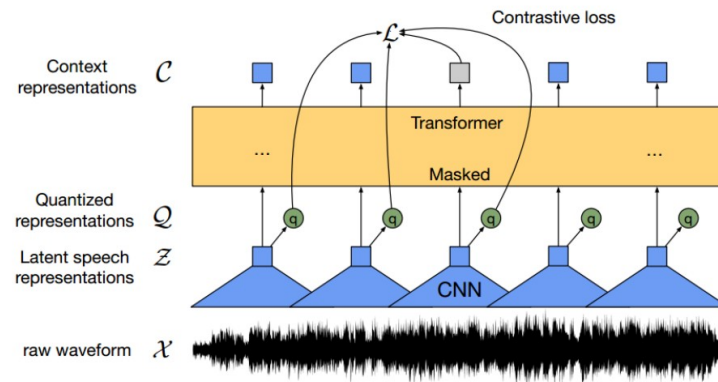 Contrastive loss
ℒ
Context
representations 𝒞
Transformer
... ...
Masked
Quantized
representations 𝒬
q q q q q
Latent speech
representations 𝒵
CNN
raw waveform 𝒳